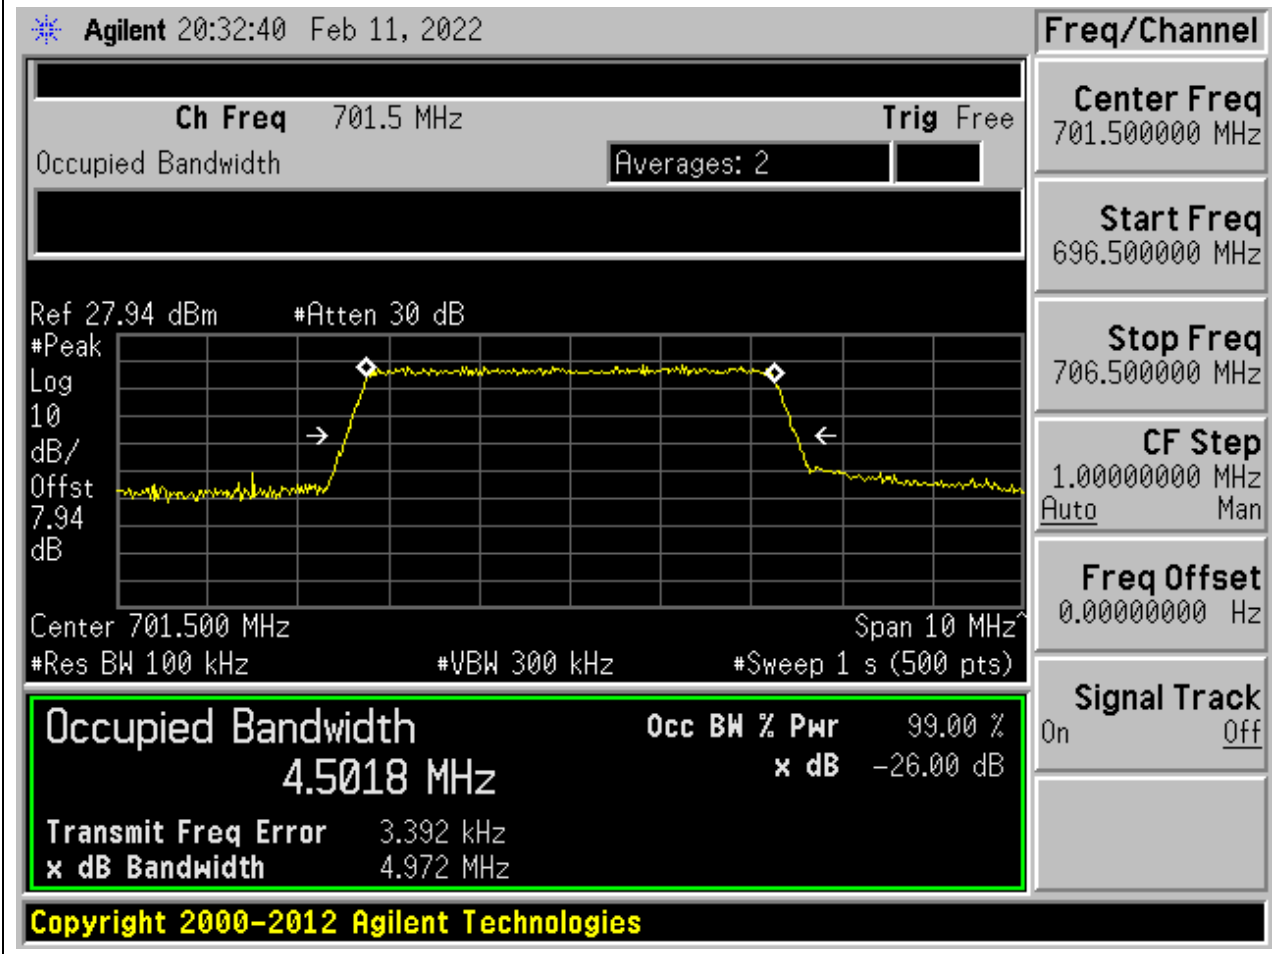 Agilent 20:32:40 Feb 11, 2022
Freq/Channel
Ch Freq 701.5 MHz Trig Free
Occupied Bandwidth Averages: 2
Center Freq
701.500000 MHz
Start Freq
696.500000 MHz
Stop Freq
706.500000 MHz
CF Step
1.00000000 MHz
Auto Man
Freq Offset
0.00000000 Hz
Signal Track
On Off
Ref 27.94 dBm #Atten 30 dB
#Peak
Log
10
dB/
Offst
7.94
dB
Center 701.500 MHz Span 10 MHz^
#Res BW 100 kHz #VBW 300 kHz #Sweep 1 s (500 pts)
Occupied Bandwidth Occ BW % Pwr 99.00 %
4.5018 MHz x dB -26.00 dB
Transmit Freq Error 3.392 kHz
x dB Bandwidth 4.972 MHz
Copyright 2000-2012 Agilent Technologies